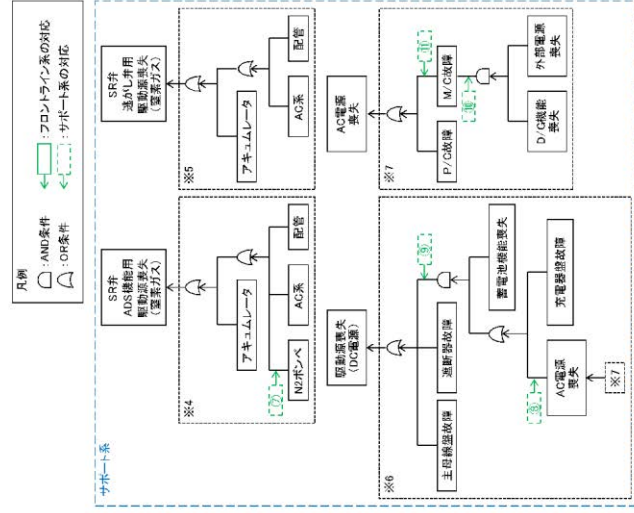 凡例
:AND条件
:OR条件
:フロントライン系の対応
:サポート系の対応
サポート系
SR弁
ADS機能用
駆動源喪失
(窒素ガス)
※4
アキュムレータ
N2ボンベ
AC系
配管
(7)
SR弁
逃がし弁用
駆動源喪失
(窒素ガス)
※5
アキュムレータ
AC系
配管
駆動源喪失
(DC電源)
※6
主母線盤故障
遮断器故障
(9)
蓄電池機能喪失
(8)
AC電源
喪失
充電器盤故障
※7
AC電源
喪失
※7
P/C故障
M/C故障
D/G機能喪失
外部電源
喪失